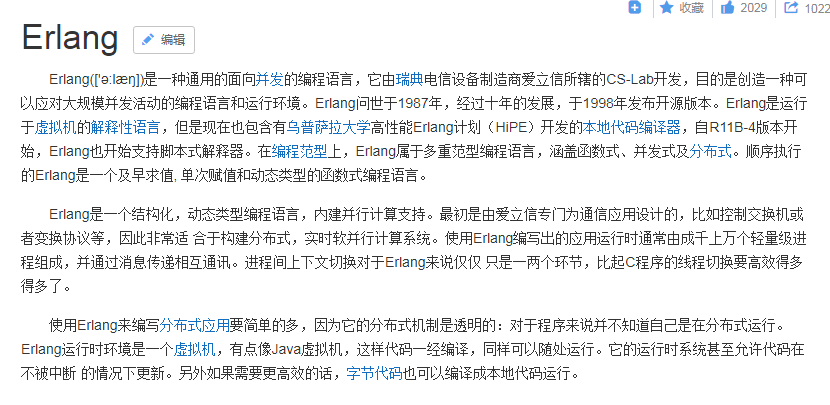 收藏 2029 1022
Erlang 编辑
Erlang(['ə:læŋ])是一种通用的面向并发的编程语言，它由瑞典电信设备制造商爱立信所辖的CS-Lab开发，目的是创造一种可
以应对大规模并发活动的编程语言和运行环境。Erlang问世于1987年，经过十年的发展，于1998年发布开源版本。Erlang是运行
于虚拟机的解释性语言，但是现在也包含有乌普萨拉大学高性能Erlang计划（HiPE）开发的本地代码编译器，自R11B-4版本开
始，Erlang也开始支持脚本式解释器。在编程范型上，Erlang属于多重范型编程语言，涵盖函数式、并发式及分布式。顺序执行
的Erlang是一个及早求值, 单次赋值和动态类型的函数式编程语言。
Erlang是一个结构化，动态类型编程语言，内建并行计算支持。最初是由爱立信专门为通信应用设计的，比如控制交换机或
者变换协议等，因此非常适 合于构建分布式，实时软并行计算系统。使用Erlang编写出的应用运行时通常由成千上万个轻量级进
程组成，并通过消息传递相互通讯。进程间上下文切换对于Erlang来说仅仅 只是一两个环节，比起C程序的线程切换要高效得多
得多了。
使用Erlang来编写分布式应用要简单的多，因为它的分布式机制是透明的：对于程序来说并不知道自己是在分布式运行。
Erlang运行时环境是一个虚拟机，有点像Java虚拟机，这样代码一经编译，同样可以随处运行。它的运行时系统甚至允许代码在
不被中断 的情况下更新。另外如果需要更高效的话，字节代码也可以编译成本地代码运行。